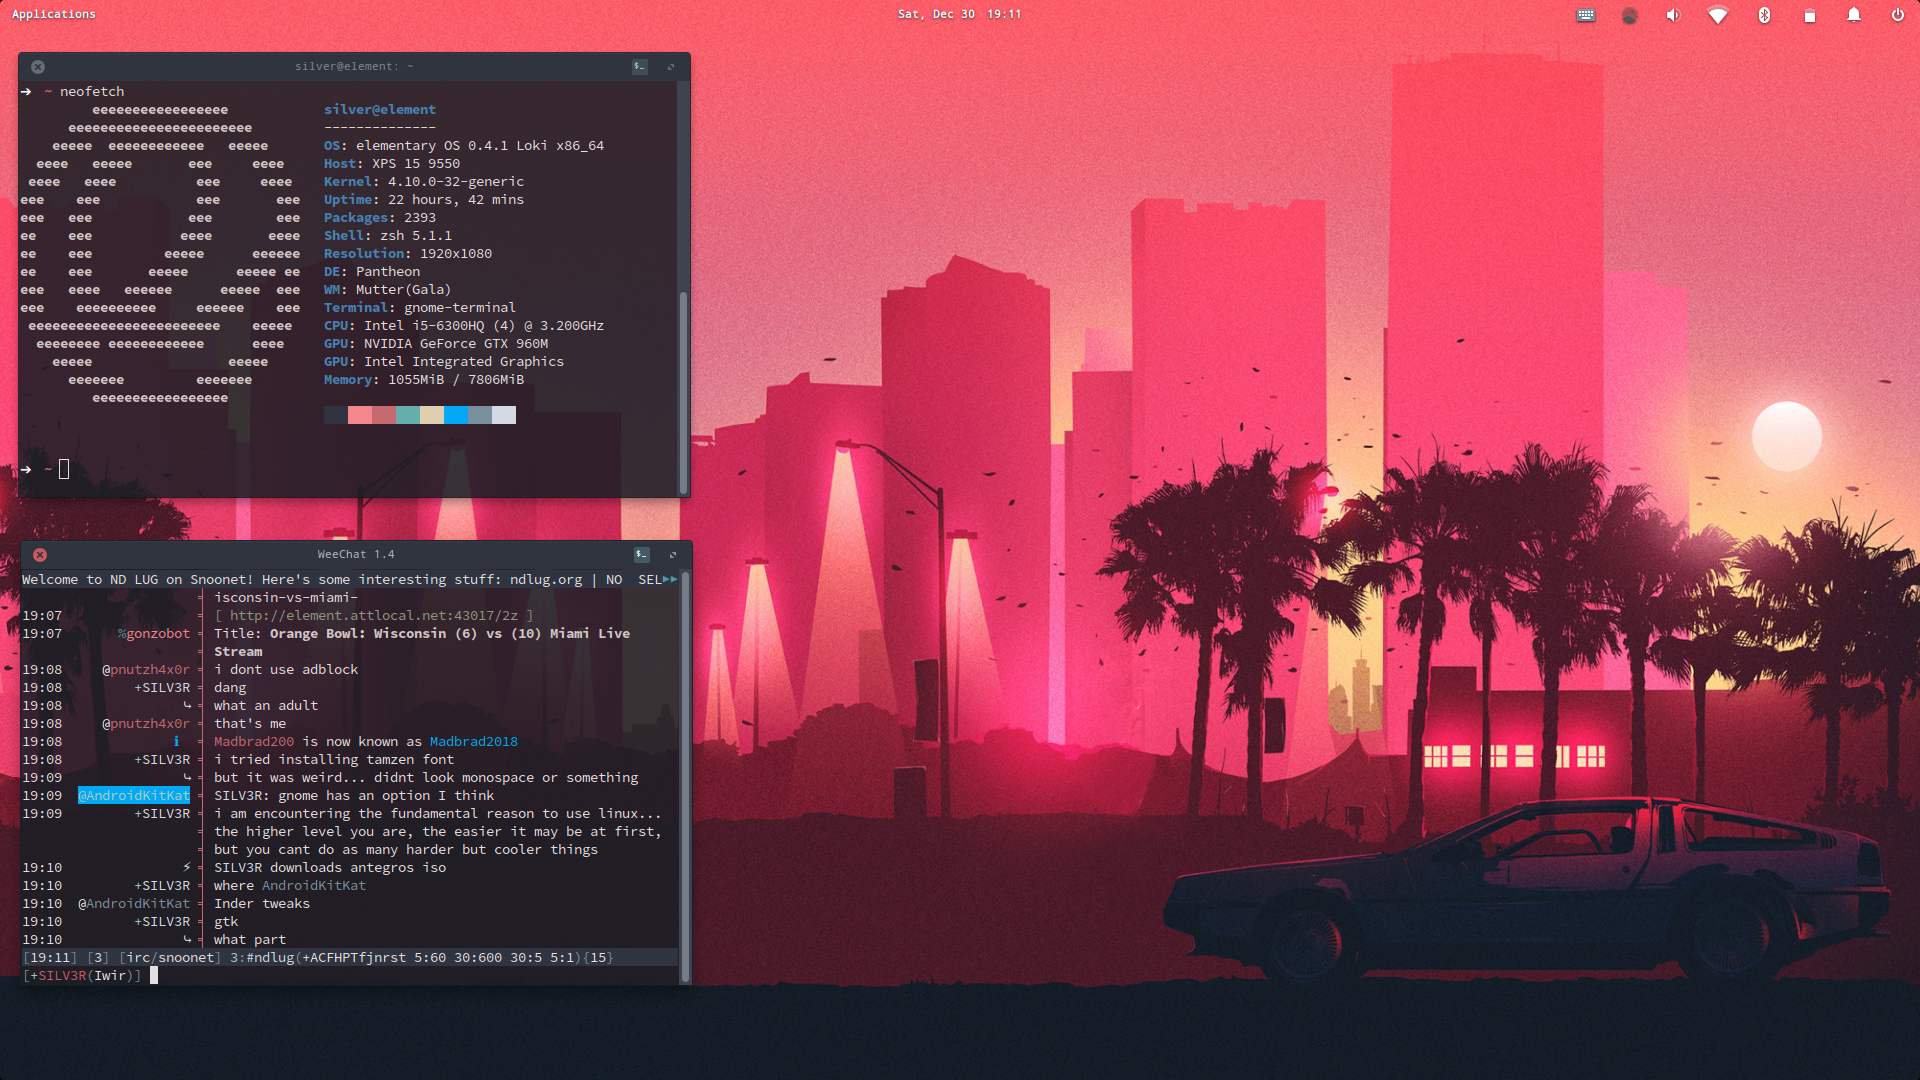 Applications
Sat, Dec 30 19:11
silver@element: ~
➔ ~ neofetch
eeeeeeeeeeeeeeeee
eeeeeeeeeeeeeeeeeeeeeee
eeeee  eeeeeeeeeeee   eeeee
eeee   eeeee       eee     eeee
eeee   eeee          eee     eeee
eee    eee            eee       eee
eee   eee            eee        eee
ee    eee           eeee       eeee
ee    eee         eeeee      eeeeee
ee    eee       eeeee      eeeee ee
eee   eeee   eeeeee      eeeee  eee
eee    eeeeeeeeee     eeeeee    eee
eeeeeeeeeeeeeeeeeeeeeeee    eeeee
eeeeeeee eeeeeeeeeeee      eeee
eeeee                 eeeee
eeeeeee         eeeeeee
eeeeeeeeeeeeeeeee
silver@element
--------------
OS: elementary OS 0.4.1 Loki x86_64
Host: XPS 15 9550
Kernel: 4.10.0-32-generic
Uptime: 22 hours, 42 mins
Packages: 2393
Shell: zsh 5.1.1
Resolution: 1920x1080
DE: Pantheon
WM: Mutter(Gala)
Terminal: gnome-terminal
CPU: Intel i5-6300HQ (4) @ 3.200GHz
GPU: NVIDIA GeForce GTX 960M
GPU: Intel Integrated Graphics
Memory: 1055MiB / 7806MiB
➔ ~
WeeChat 1.4
Welcome to ND LUG on Snoonet! Here's some interesting stuff: ndlug.org | NO  SEL▶▶
isconsin-vs-miami-
19:07 [ http://element.attlocal.net:43017/2z ]
19:07 %gonzobot Title: Orange Bowl: Wisconsin (6) vs (10) Miami Live
Stream
19:08 @pnutzh4x0r i dont use adblock
19:08 +SILV3R dang
19:08 ⤷ what an adult
19:08 @pnutzh4x0r that's me
19:08 ℹ Madbrad200 is now known as Madbrad2018
19:08 +SILV3R i tried installing tamzen font
19:09 ⤷ but it was weird... didnt look monospace or something
19:09 @AndroidKitKat SILV3R: gnome has an option I think
19:09 +SILV3R i am encountering the fundamental reason to use linux...
the higher level you are, the easier it may be at first,
but you cant do as many harder but cooler things
19:10 ⚡ SILV3R downloads antegros iso
19:10 +SILV3R where AndroidKitKat
19:10 @AndroidKitKat Inder tweaks
19:10 +SILV3R gtk
19:10 ⤷ what part
[19:11] [3] [irc/snoonet] 3:#ndlug(+ACFHPTfjnrst 5:60 30:600 30:5 5:1){15}
[+SILV3R(Iwir)]